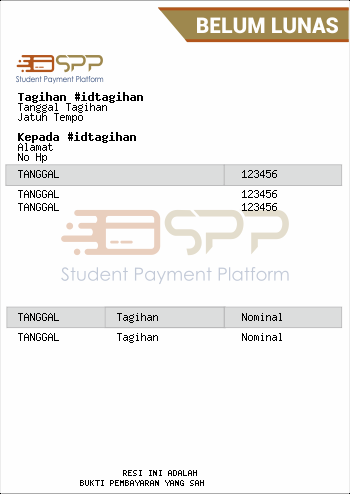 BELUM LUNAS
SPP
Student Payment Platform
Tagihan #idtagihan
Tanggal Tagihan
Jatuh Tempo
Kepada #idtagihan
Alamat
No Hp
TANGGAL 123456
TANGGAL 123456
TANGGAL 123456
SPP
Student Payment Platform
TANGGAL Tagihan Nominal
TANGGAL Tagihan Nominal
RESI INI ADALAH
BUKTI PEMBAYARAN YANG SAH